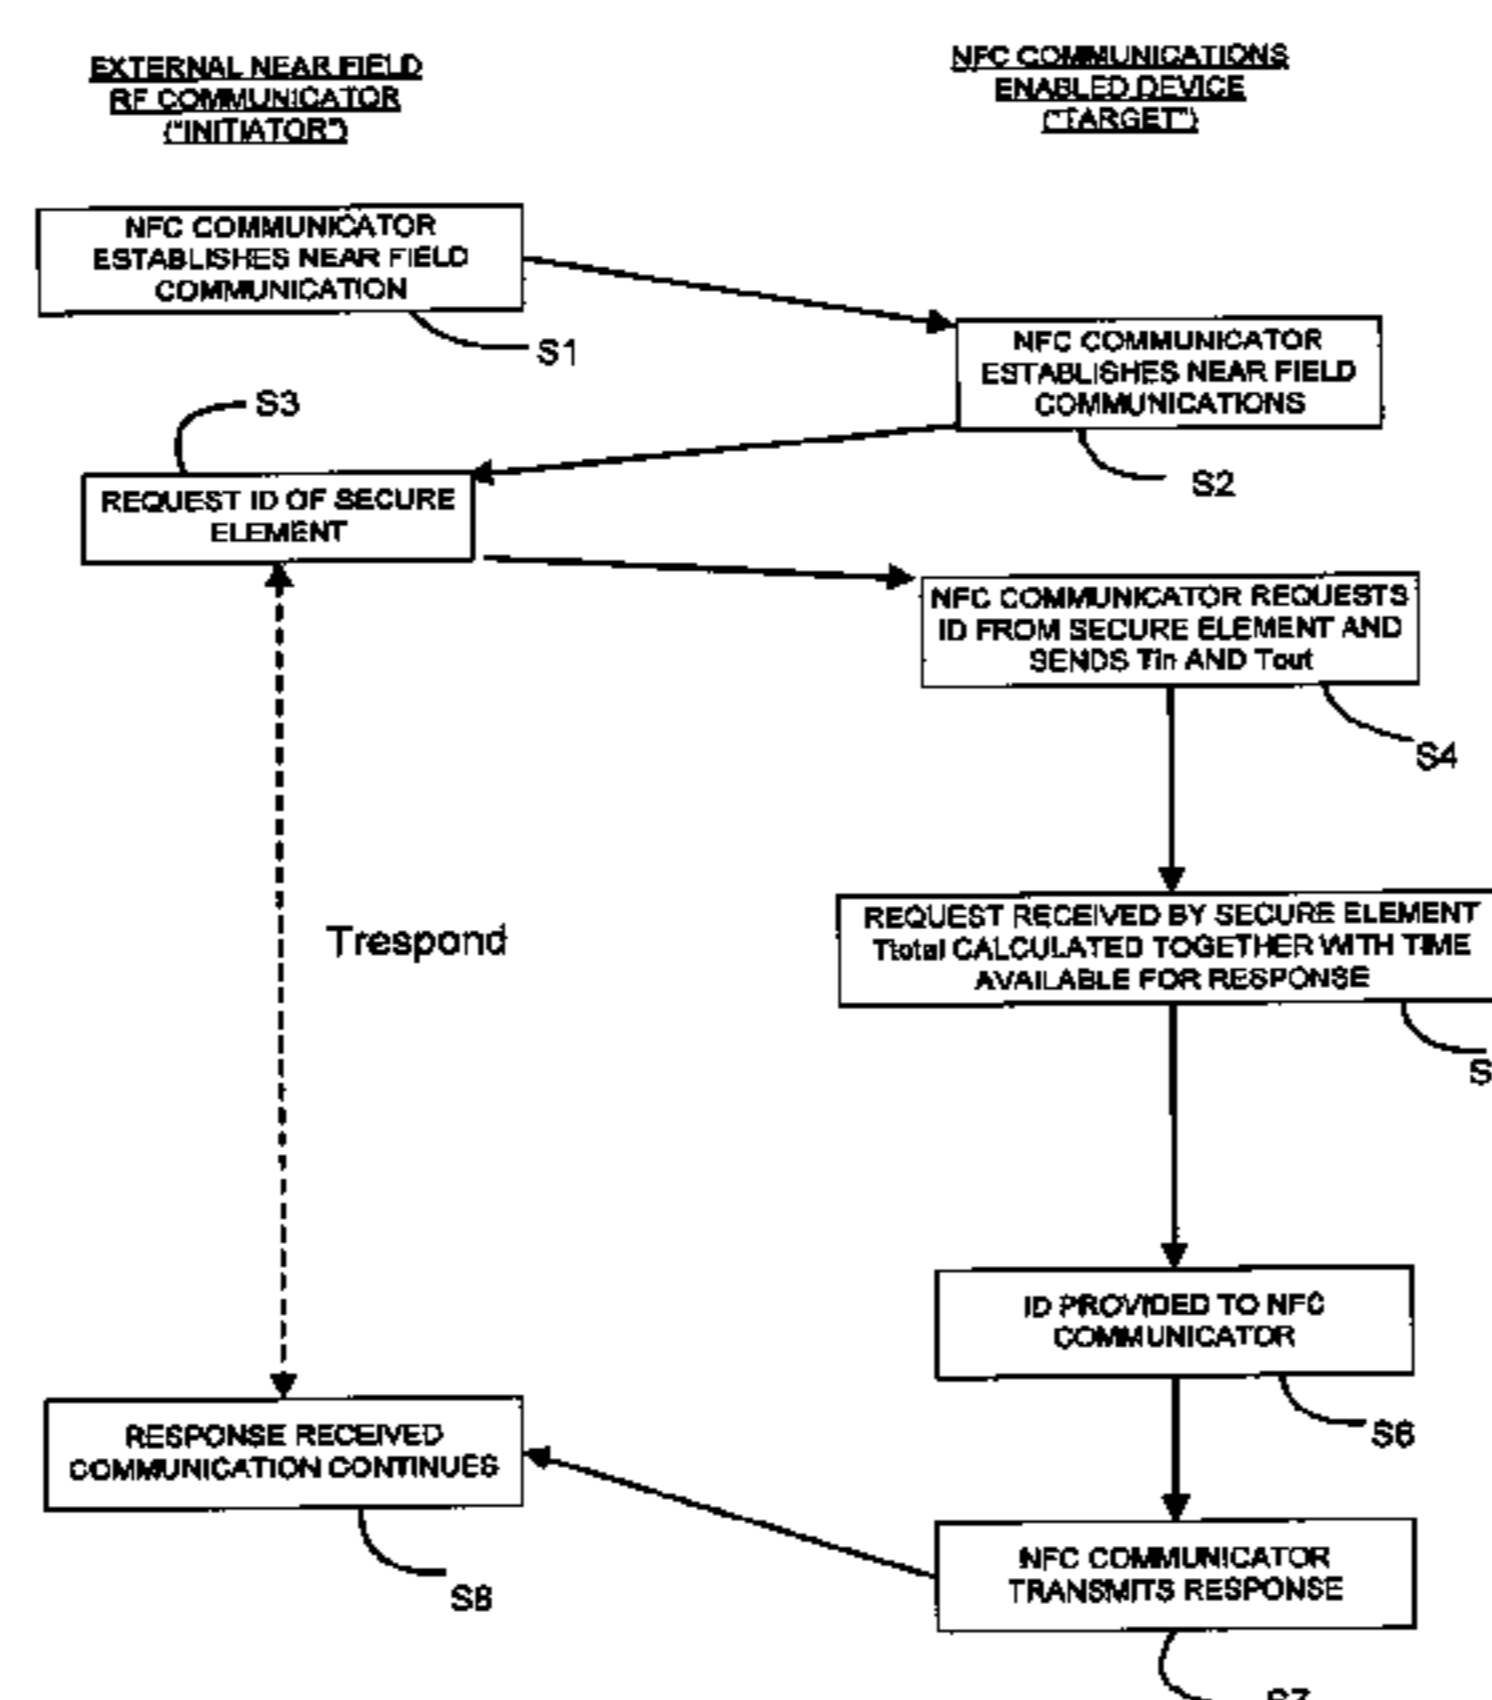 EXTERNAL NEAR FIELD
RF COMMUNICATOR
("INITIATOR")
NFC COMMUNICATIONS
ENABLED DEVICE
("TARGET")
NFC COMMUNICATOR
ESTABLISHES NEAR FIELD
COMMUNICATION
S1
NFC COMMUNICATOR
ESTABLISHES NEAR FIELD
COMMUNICATIONS
S2
S3
REQUEST ID OF SECURE
ELEMENT
NFC COMMUNICATOR REQUESTS
ID FROM SECURE ELEMENT AND
SENDS Tin AND Tout
S4
Trespond
REQUEST RECEIVED BY SECURE ELEMENT
Ttotal CALCULATED TOGETHER WITH TIME
AVAILABLE FOR RESPONSE
S
ID PROVIDED TO NFC
COMMUNICATOR
S6
RESPONSE RECEIVED
COMMUNICATION CONTINUES
S8
NFC COMMUNICATOR
TRANSMITS RESPONSE
S7